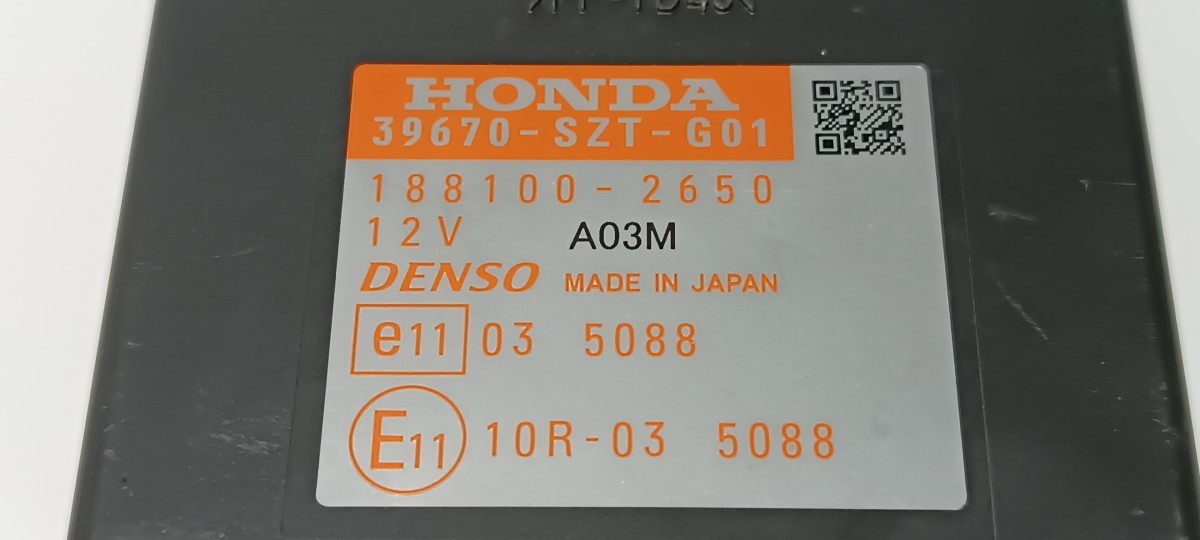 HONDA
39670-SZT-G01
188100-2650
12V A03M
DENSO MADE IN JAPAN
e11 03 5088
E11 10R-03 5088